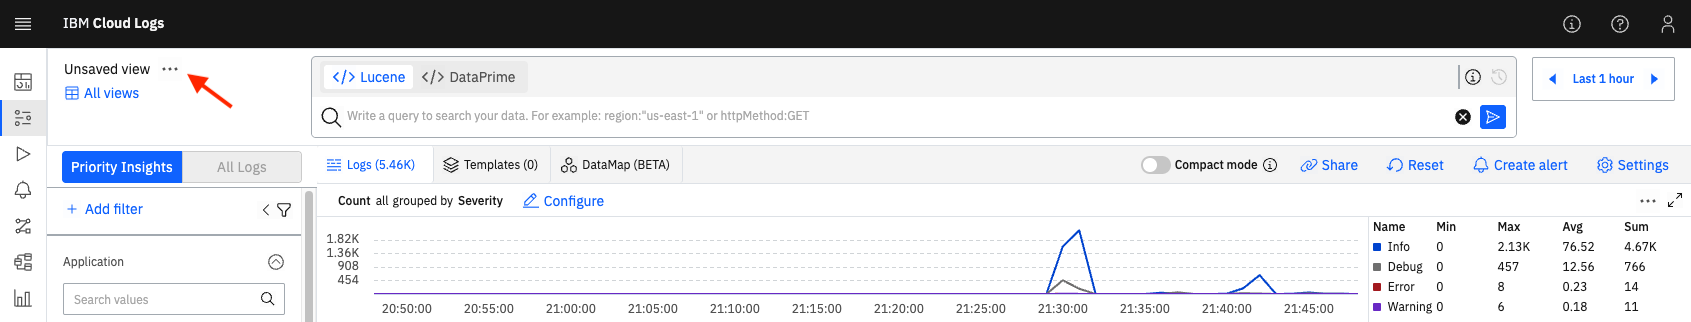 IBM Cloud Logs
Unsaved view
All views
</> Lucene </> DataPrime
Write a query to search your data. For example: region:"us-east-1" or httpMethod:GET
Last 1 hour
Priority Insights All Logs
Logs (5.46K) Templates (0) DataMap (BETA) Compact mode Share Reset Create alert Settings
+ Add filter
Application
Search values
Count all grouped by Severity Configure
1.82K
1.36K
908
454
20:50:00 20:55:00 21:00:00 21:05:00 21:10:00 21:15:00 21:20:00 21:25:00 21:30:00 21:35:00 21:40:00 21:45:00
Name Min Max Avg Sum
Info 0 2.13K 76.52 4.67K
Debug 0 457 12.56 766
Error 0 8 0.23 14
Warning 0 6 0.18 11